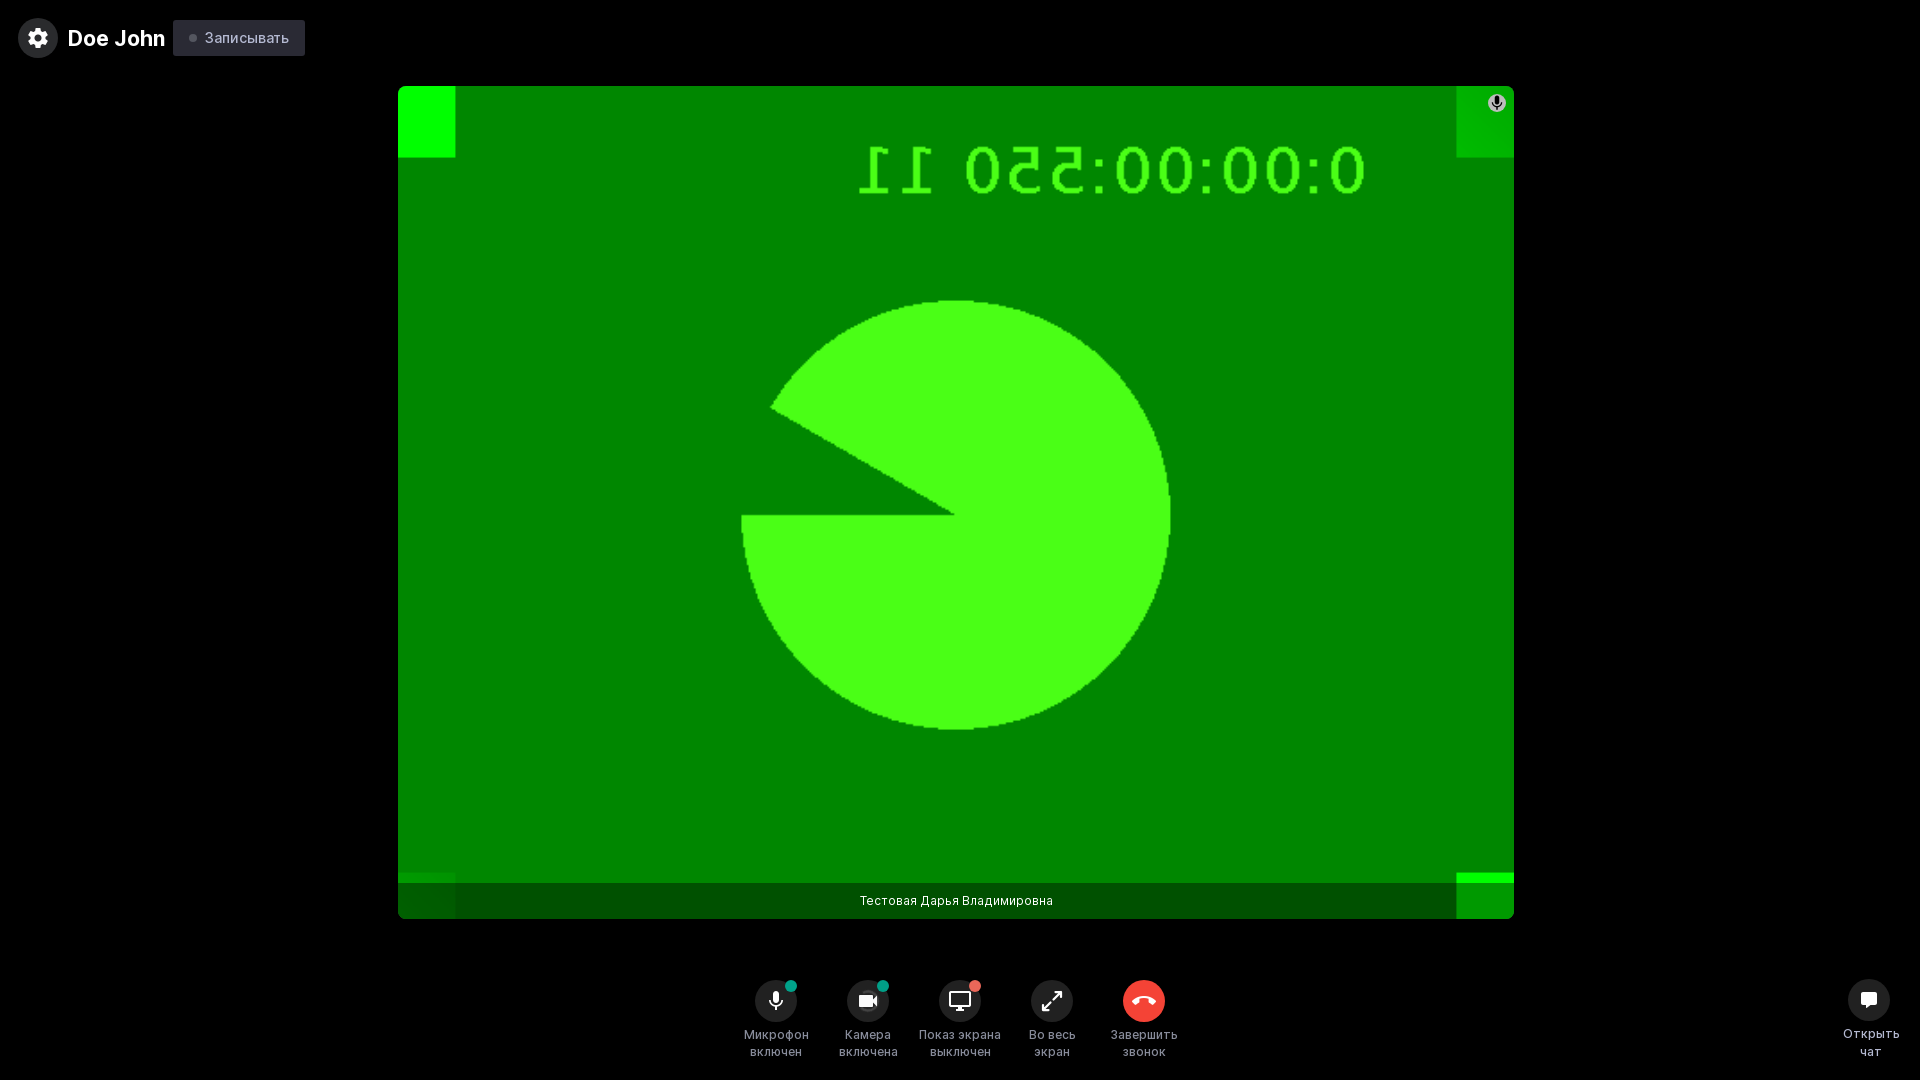 Doe John
Записывать
0:00:00:550 11
Тестовая Дарья Владимировна
Микрофон
включен
Камера
включена
Показ экрана
выключен
Во весь
экран
Завершить
звонок
Открыть
чат